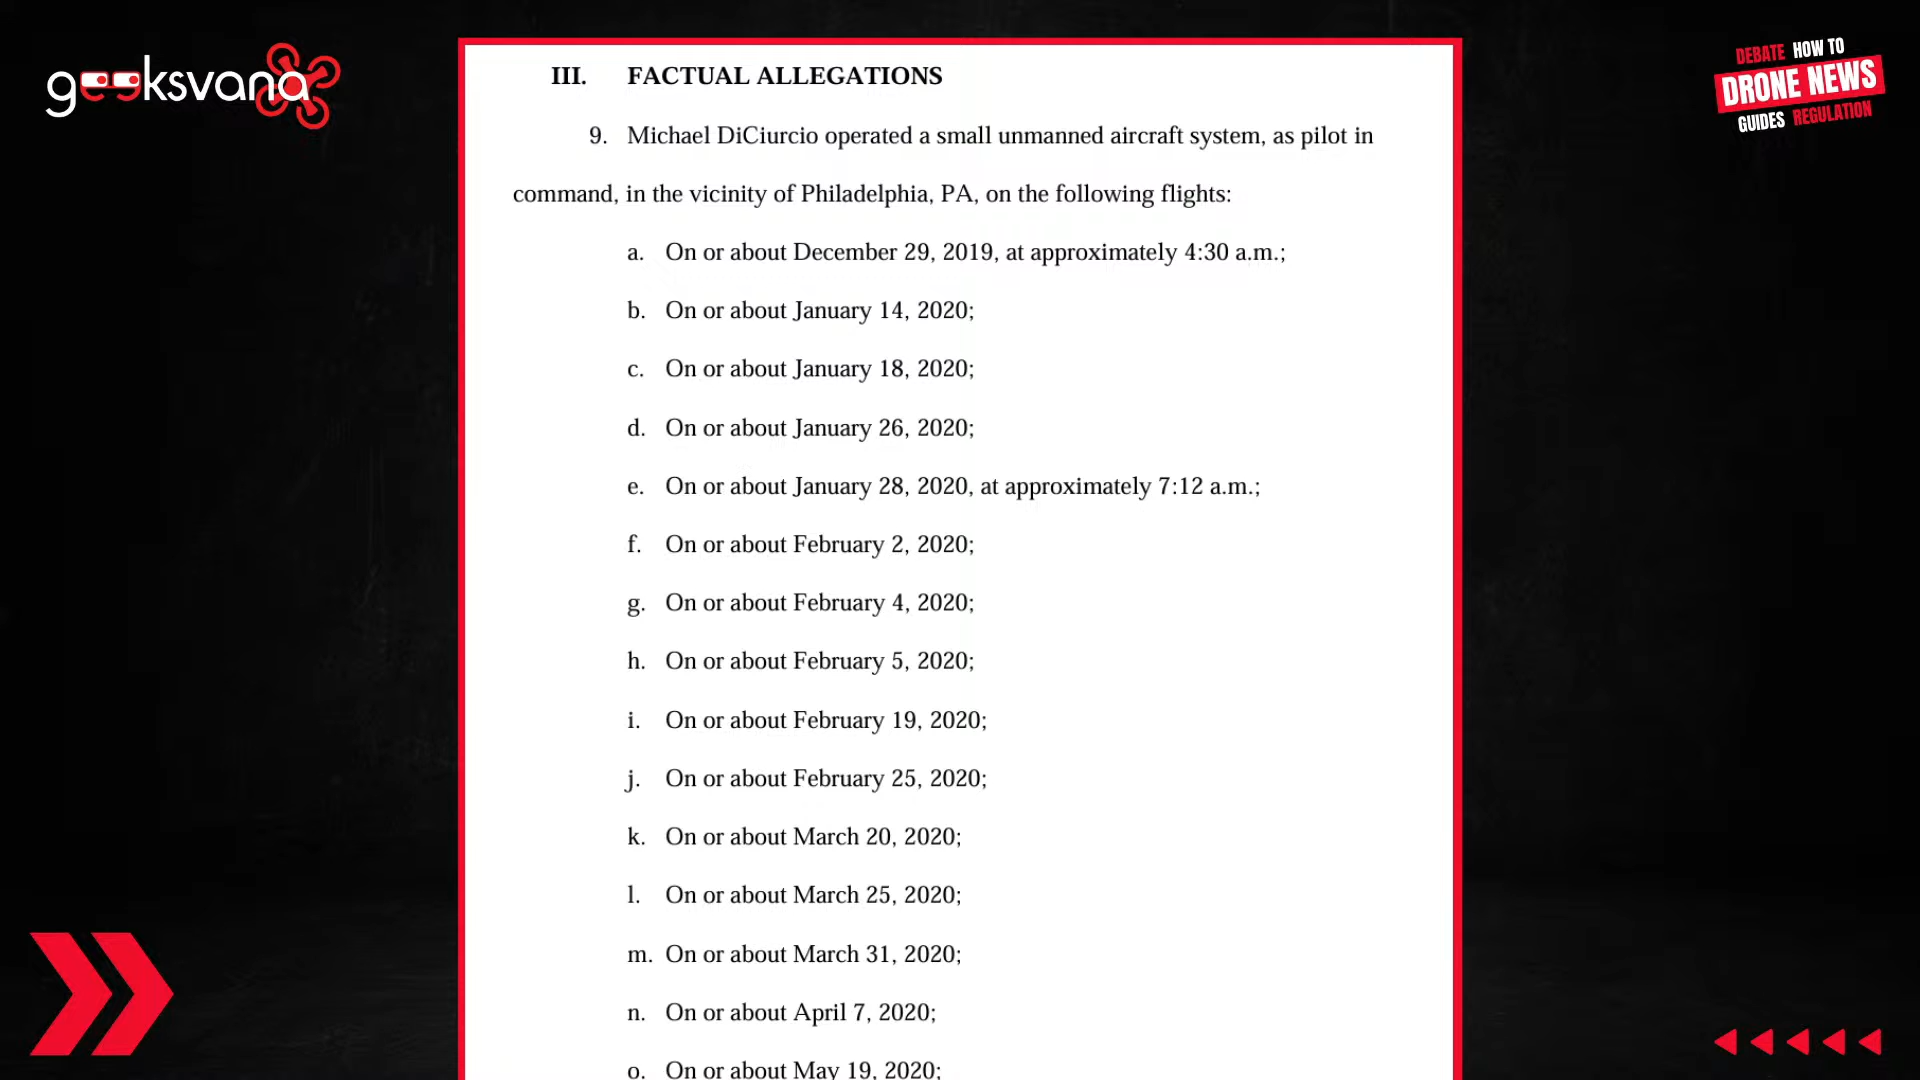 geeksvana
DEBATE HOW TO
DRONE NEWS
GUIDES REGULATION
III. FACTUAL ALLEGATIONS
9. Michael DiCiurcio operated a small unmanned aircraft system, as pilot in
command, in the vicinity of Philadelphia, PA, on the following flights:
a. On or about December 29, 2019, at approximately 4:30 a.m.;
b. On or about January 14, 2020;
c. On or about January 18, 2020;
d. On or about January 26, 2020;
e. On or about January 28, 2020, at approximately 7:12 a.m.;
f. On or about February 2, 2020;
g. On or about February 4, 2020;
h. On or about February 5, 2020;
i. On or about February 19, 2020;
j. On or about February 25, 2020;
k. On or about March 20, 2020;
l. On or about March 25, 2020;
m. On or about March 31, 2020;
n. On or about April 7, 2020;
o. On or about May 19, 2020;